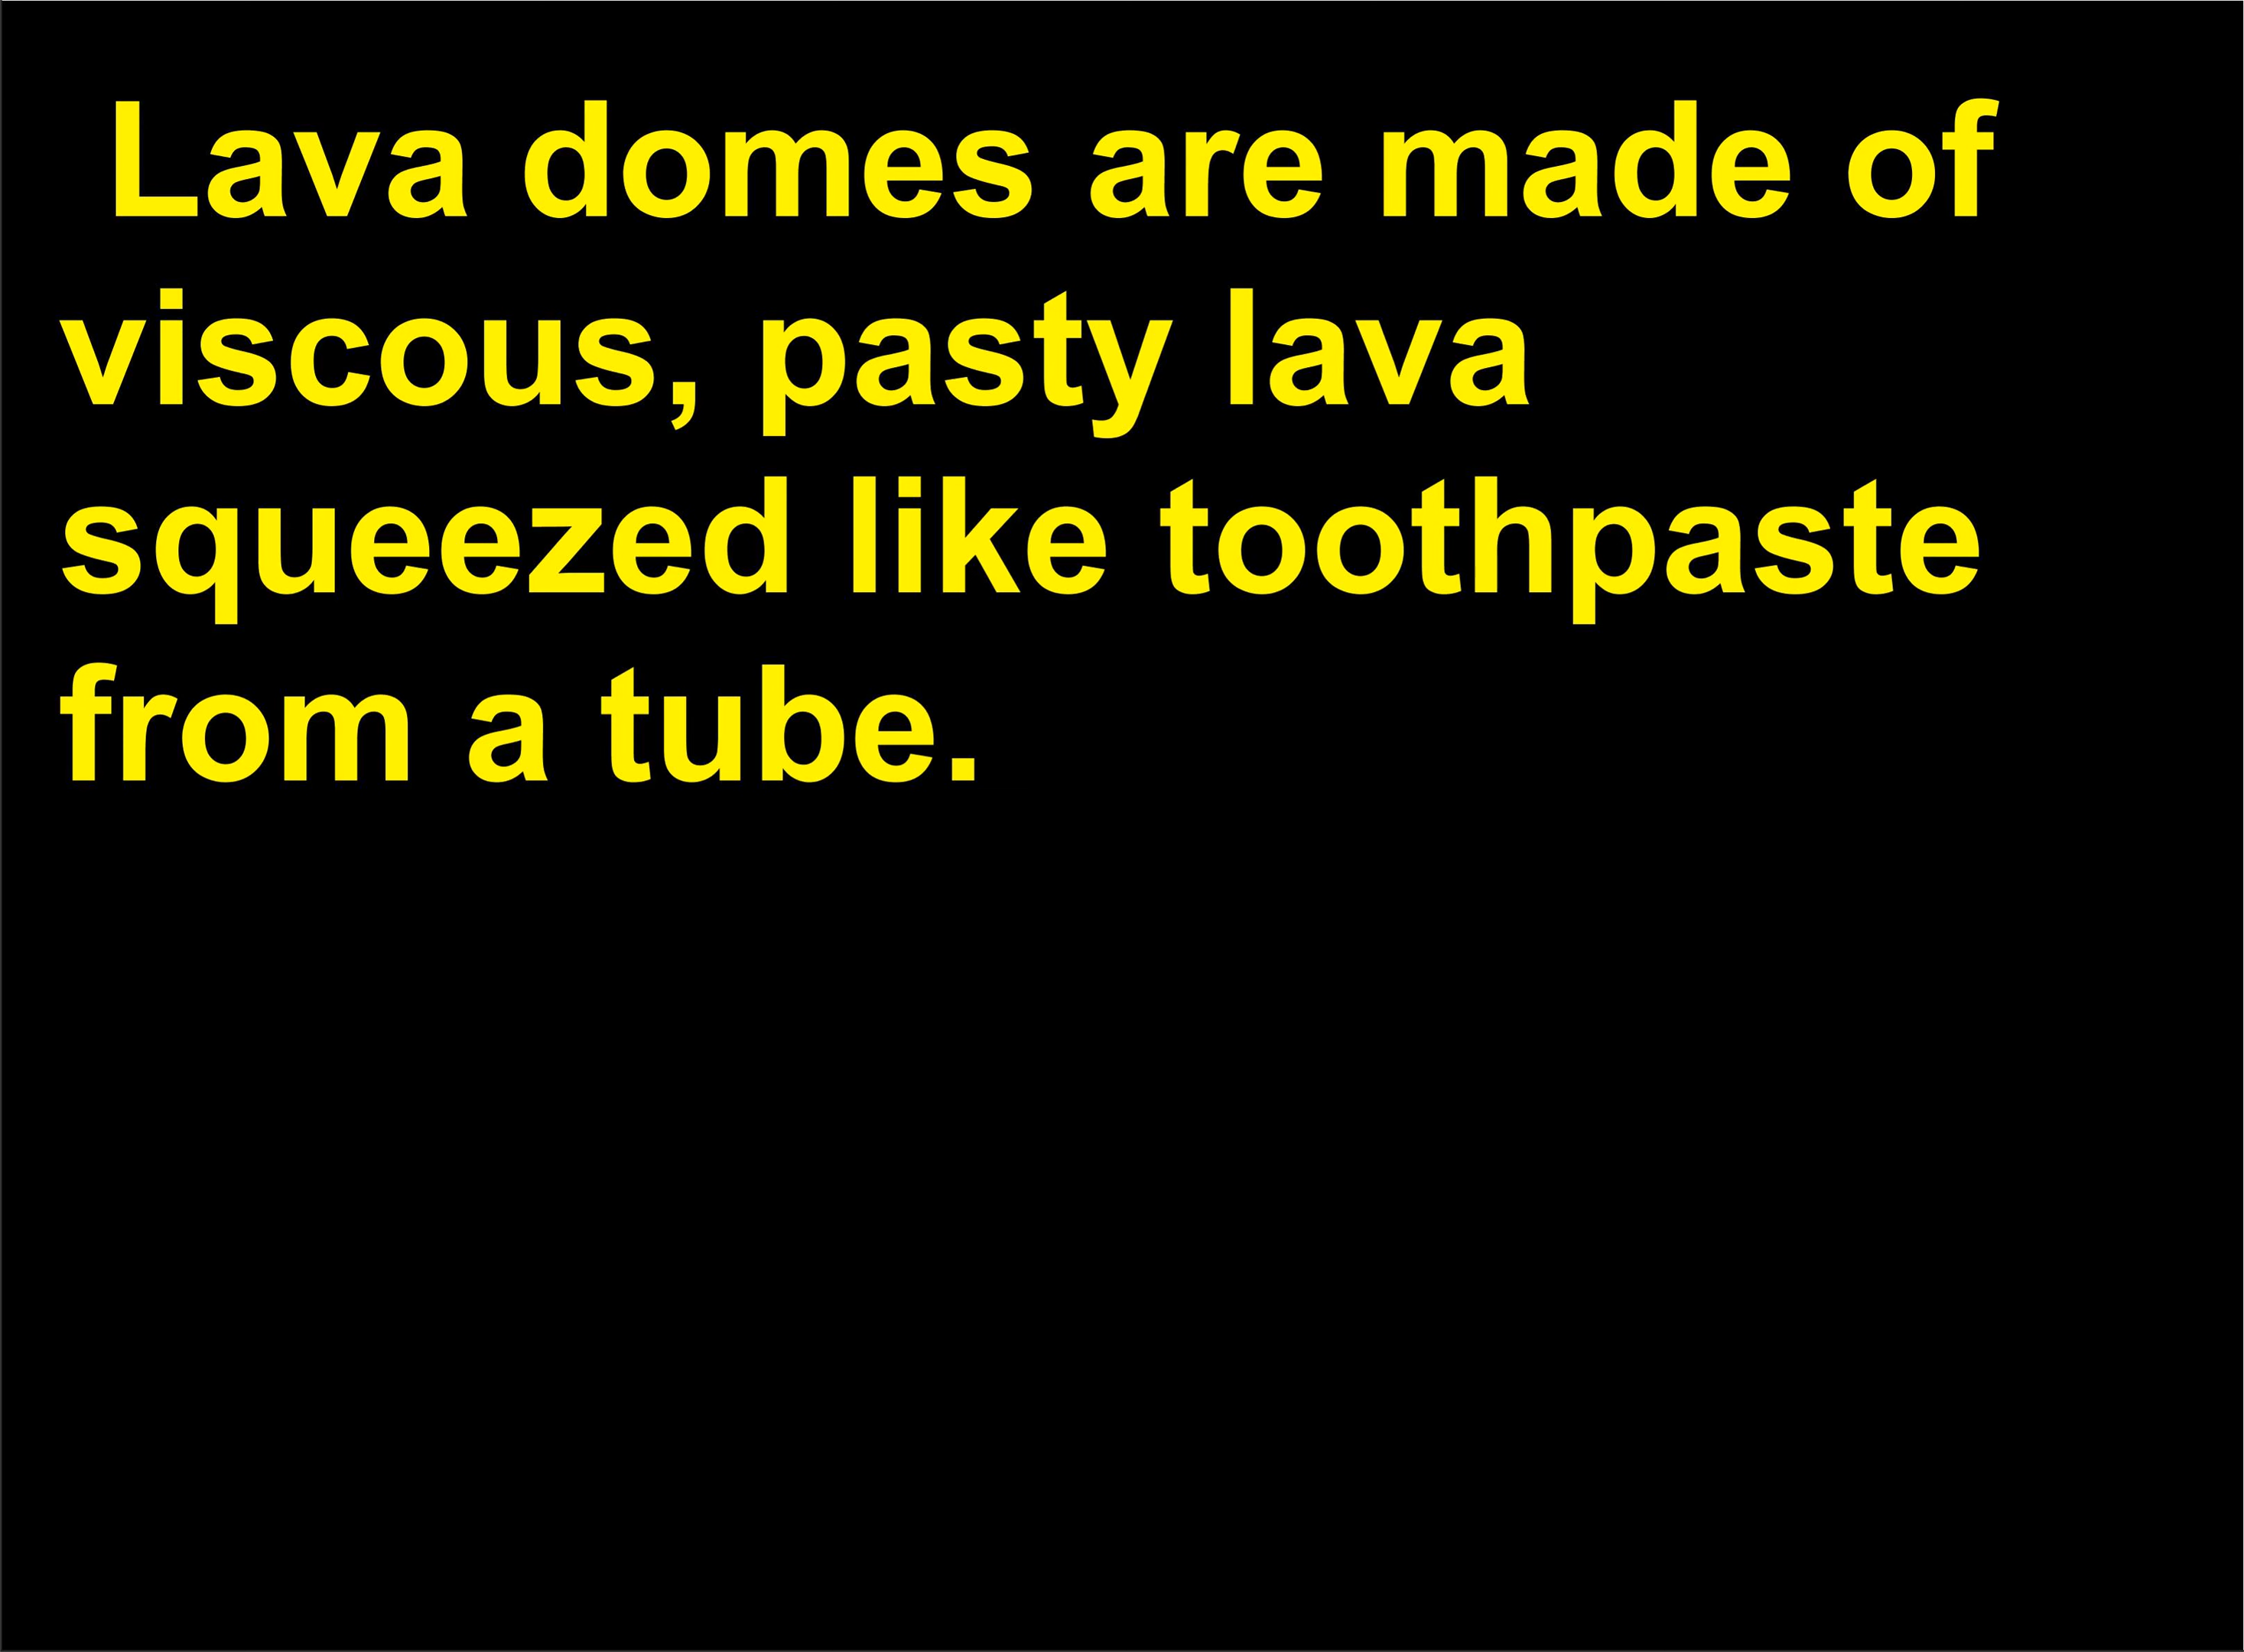 Lava domes are made of
viscous, pasty lava
squeezed like toothpaste
from a tube.